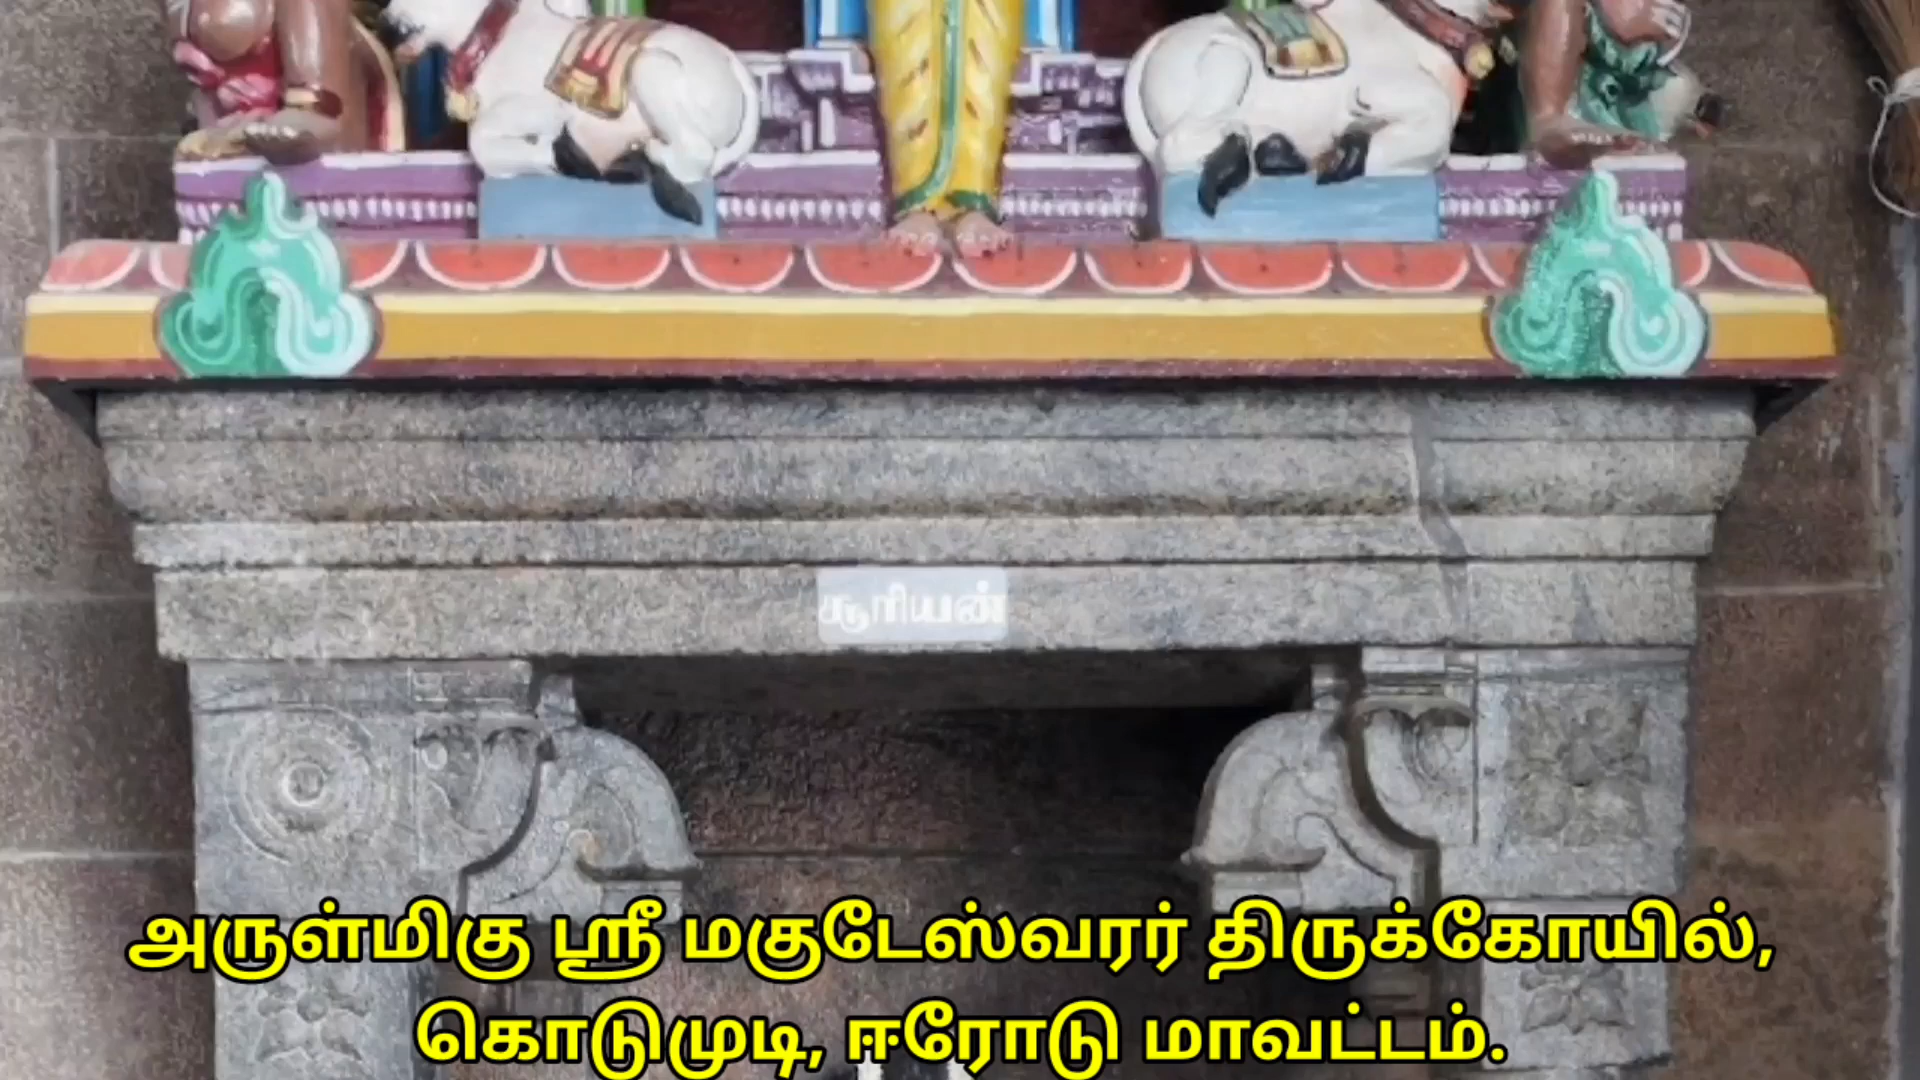 சூரியன்
அருள்மிகு ஸ்ரீ மகுடேஸ்வரர் திருக்கோயில்,
கொடுமுடி, ஈரோடு மாவட்டம்.